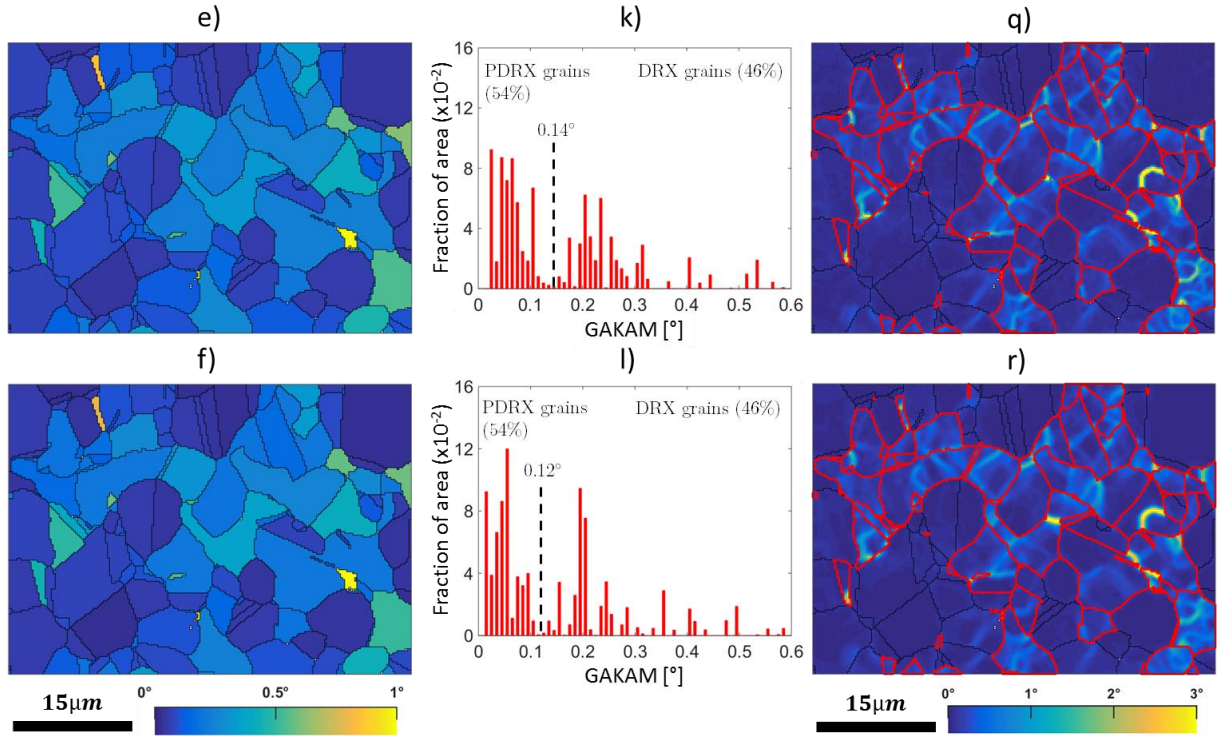 e)
k)
q)
16
12
8
4
0
Fraction of area (x10⁻²)
PDRX grains
(54%)
DRX grains (46%)
0.14°
0 0.1 0.2 0.3 0.4 0.5 0.6
GAKAM [°]
f)
l)
r)
16
12
8
4
0
Fraction of area (x10⁻²)
PDRX grains
(54%)
DRX grains (46%)
0.12°
0 0.1 0.2 0.3 0.4 0.5 0.6
GAKAM [°]
15μm
0° 0.5° 1°
15μm
0° 1° 2° 3°